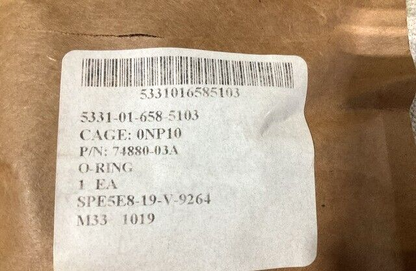 5331016585103
5331-01-658-5103
CAGE: 0NP10
P/N: 74880-03A
O-RING
1 EA
SPE5E8-19-V-9264
M33 1019